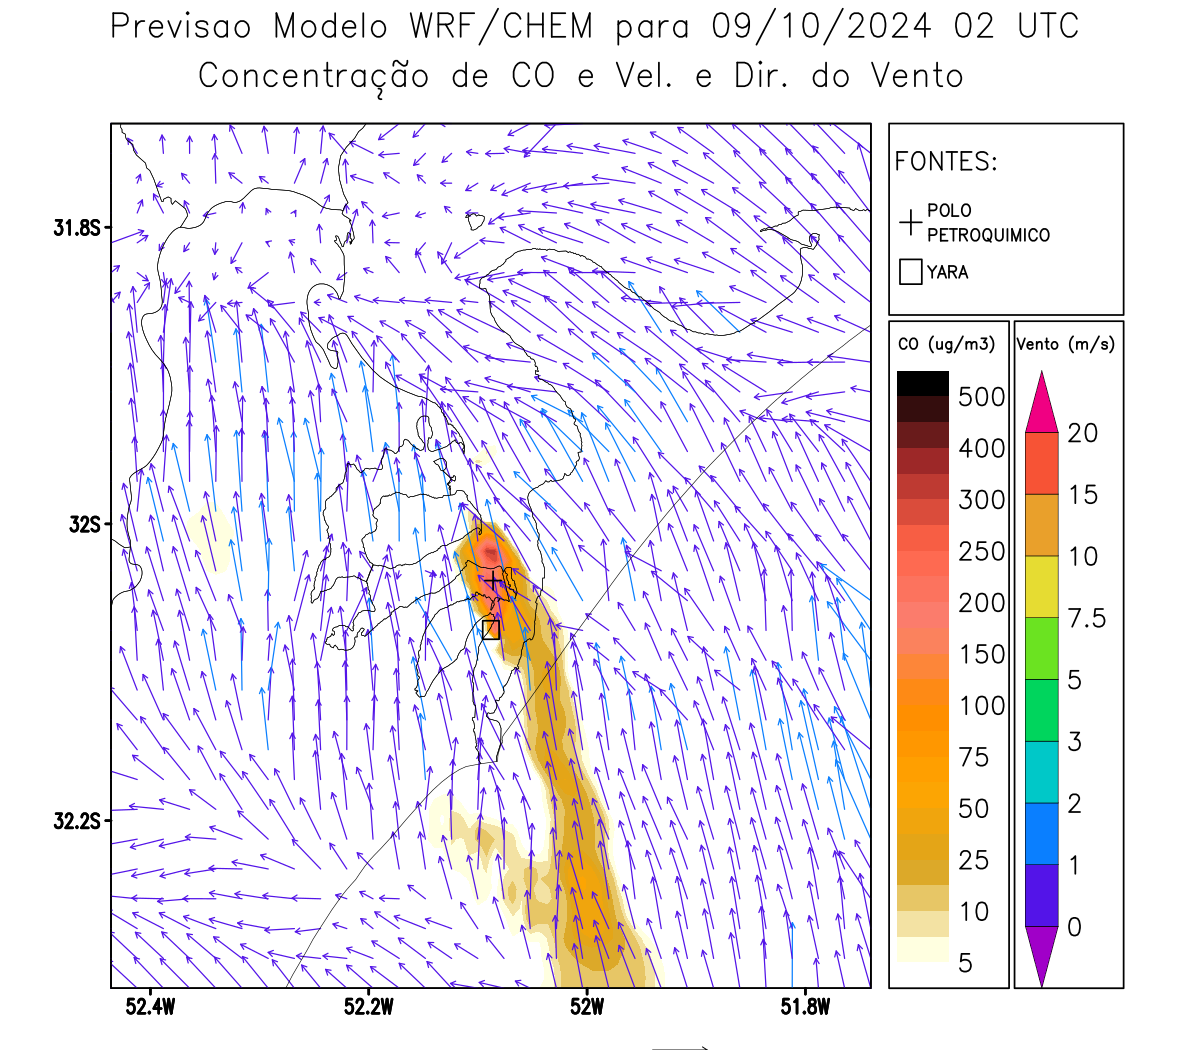 Previsao Modelo WRF/CHEM para 09/10/2024 02 UTC
Concentração de CO e Vel. e Dir. do Vento
FONTES:
POLO
PETROQUIMICO
YARA
CO (ug/m3)
500
400
300
250
200
150
100
75
50
25
10
5
Vento (m/s)
20
15
10
7.5
5
3
2
1
0
31.8S
32S
32.2S
52.4W
52.2W
52W
51.8W